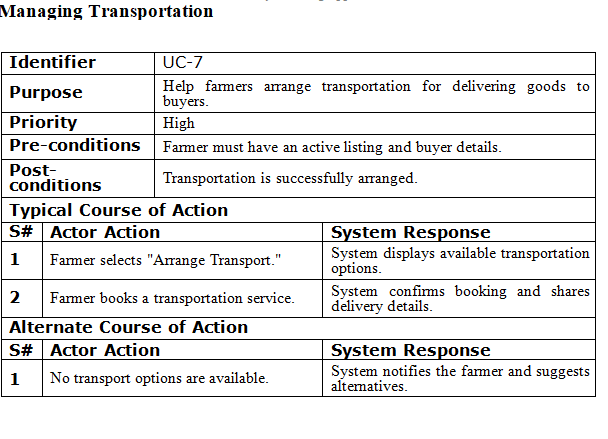 Managing Transportation
Identifier UC-7
Purpose Help farmers arrange transportation for delivering goods to
buyers.
Priority High
Pre-conditions Farmer must have an active listing and buyer details.
Post-
conditions Transportation is successfully arranged.
Typical Course of Action
S# Actor Action System Response
1 Farmer selects "Arrange Transport." System displays available transportation
options.
2 Farmer books a transportation service. System confirms booking and shares
delivery details.
Alternate Course of Action
S# Actor Action System Response
1 No transport options are available. System notifies the farmer and suggests
alternatives.